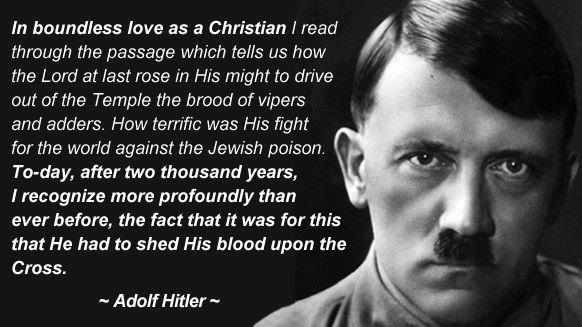 In boundless love as a Christian I read
through the passage which tells us how
the Lord at last rose in His might to drive
out of the Temple the brood of vipers
and adders. How terrific was His fight
for the world against the Jewish poison.
To-day, after two thousand years,
I recognize more profoundly than
ever before, the fact that it was for this
that He had to shed His blood upon the
Cross.
~ Adolf Hitler ~